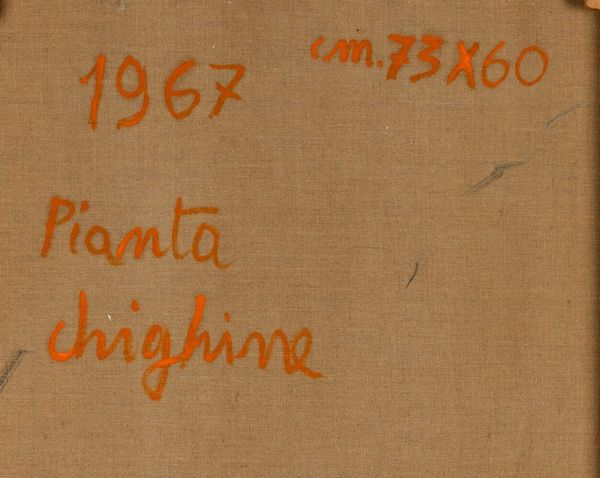 1967
cm. 73X60
Pianta
chighine